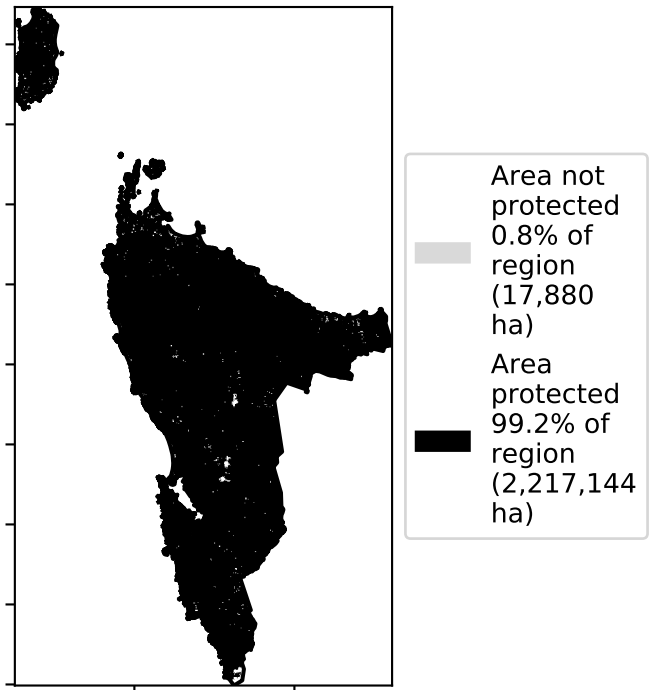 Area not
protected
0.8% of
region
(17,880
ha)
Area
protected
99.2% of
region
(2,217,144
ha)